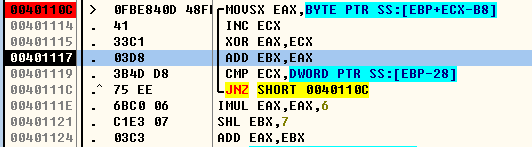 0040110C > 0FBE840D 48FI MOVSX EAX,BYTE PTR SS:[EBP+ECX-B8]
00401114 . 41 INC ECX
00401115 . 33C1 XOR EAX,ECX
00401117 . 03D8 ADD EBX,EAX
00401119 . 3B4D D8 CMP ECX,DWORD PTR SS:[EBP-28]
0040111C .^ 75 EE JNZ SHORT 0040110C
0040111E . 6BC0 06 IMUL EAX,EAX,6
00401121 . C1E3 07 SHL EBX,7
00401124 . 03C3 ADD EAX,EBX